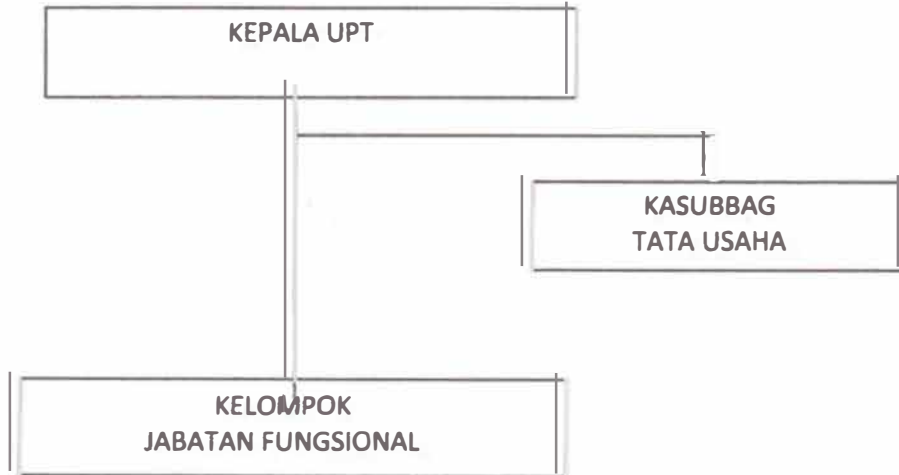 KEPALA UPT
KASUBBAG
TATA USAHA
KELOMPOK
JABATAN FUNGSIONAL